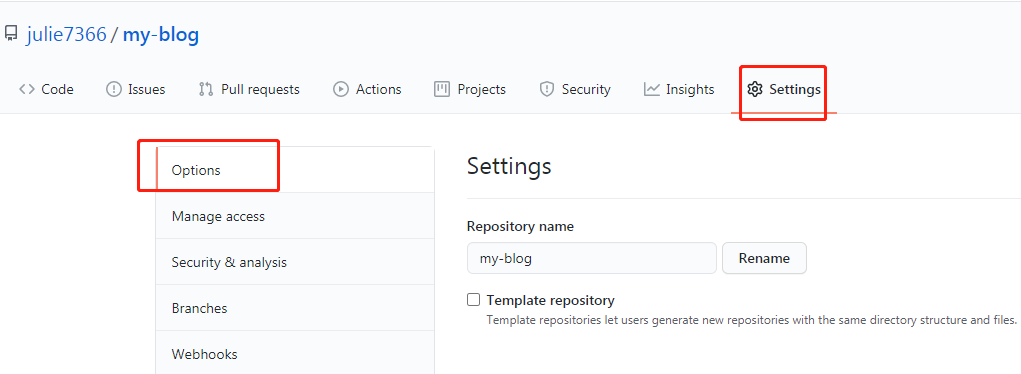 julie7366 / my-blog
Code Issues Pull requests Actions Projects Security Insights Settings
Options
Manage access
Security & analysis
Branches
Webhooks
Settings
Repository name
my-blog Rename
Template repository
Template repositories let users generate new repositories with the same directory structure and files.